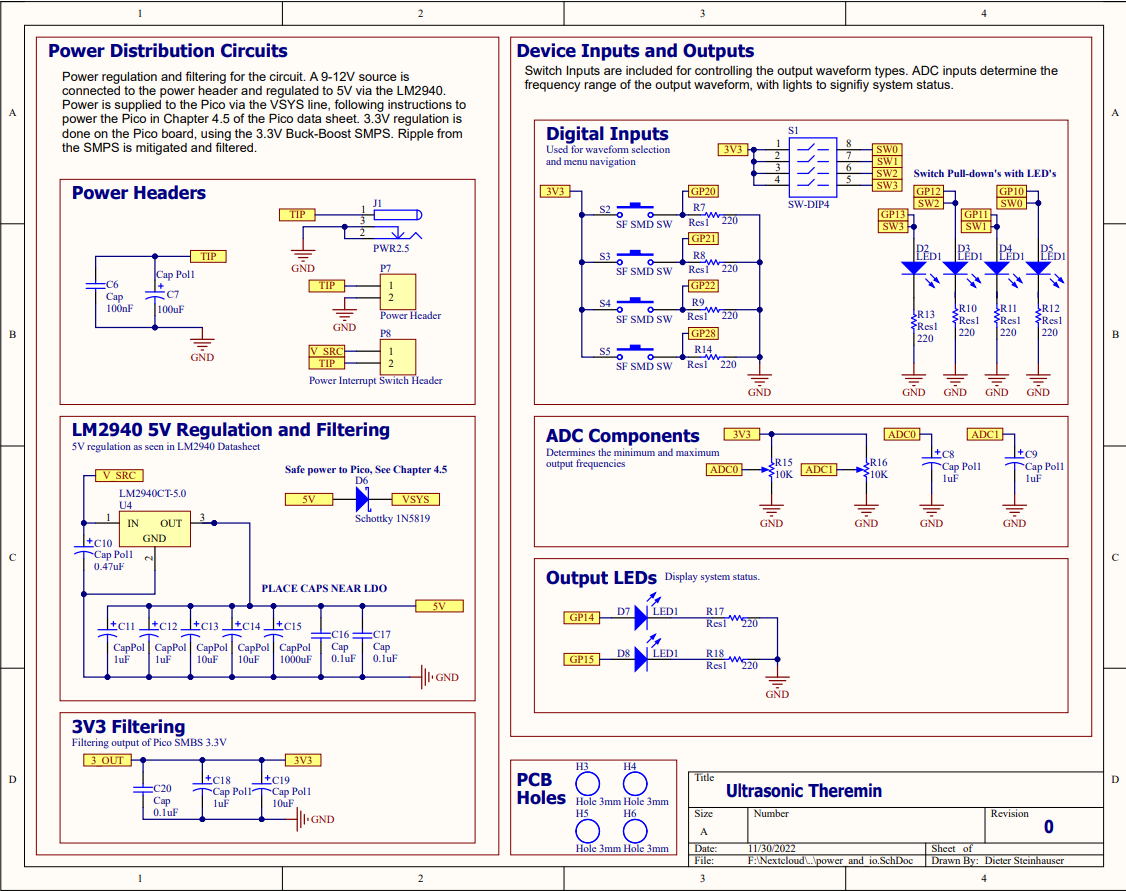 1
2
3
4
A
B
C
D
Power Distribution Circuits
Power regulation and filtering for the circuit. A 9-12V source is
connected to the power header and regulated to 5V via the LM2940.
Power is supplied to the Pico via the VSYS line, following instructions to
power the Pico in Chapter 4.5 of the Pico data sheet. 3.3V regulation is
done on the Pico board, using the 3.3V Buck-Boost SMPS. Ripple from
the SMPS is mitigated and filtered.
Power Headers
TIP
C6
Cap
100nF
Cap Pol1
+
C7
100uF
GND
TIP
J1
1
3
2
PWR2.5
GND
P7
TIP
1
2
GND
Power Header
P8
V_SRC
1
TIP
2
Power Interrupt Switch Header
LM2940 5V Regulation and Filtering
5V regulation as seen in LM2940 Datasheet
V_SRC
LM2940CT-5.0
U4
1
IN
OUT
3
GND
2
+
C10
Cap Pol1
0.47uF
Safe power to Pico, See Chapter 4.5
D6
5V
VSYS
Schottky 1N5819
PLACE CAPS NEAR LDO
5V
+
C11
CapPol
1uF
+
C12
CapPol
1uF
+
C13
CapPol
10uF
+
C14
CapPol
10uF
+
C15
CapPol
1000uF
C16
Cap
0.1uF
C17
Cap
0.1uF
GND
3V3 Filtering
Filtering output of Pico SMBS 3.3V
3_OUT
3V3
C20
Cap
0.1uF
+
C18
Cap Pol1
1uF
+
C19
Cap Pol1
10uF
GND
Device Inputs and Outputs
Switch Inputs are included for controlling the output waveform types. ADC inputs determine the
frequency range of the output waveform, with lights to signifiy system status.
Digital Inputs
Used for waveform selection
and menu navigation
3V3
S1
1
2
3
4
8
7
6
5
SW0
SW1
SW2
SW3
SW-DIP4
3V3
S2
SF SMD SW
GP20
R7
Res1
220
S3
SF SMD SW
GP21
R8
Res1
220
S4
SF SMD SW
GP22
R9
Res1
220
S5
SF SMD SW
GP28
R14
Res1
220
GND
Switch Pull-down's with LED's
GP12
SW2
GP10
SW0
GP13
SW3
GP11
SW1
D2
LED1
D3
LED1
D4
LED1
D5
LED1
R13
Res1
220
R10
Res1
220
R11
Res1
220
R12
Res1
220
GND
GND
GND
GND
ADC Components
Determines the minimum and maximum
output frequencies
3V3
ADC0
R15
10K
GND
ADC1
R16
10K
GND
ADC0
+
C8
Cap Pol1
1uF
GND
ADC1
+
C9
Cap Pol1
1uF
GND
Output LEDs
Display system status.
GP14
D7
LED1
R17
Res1
220
GP15
D8
LED1
R18
Res1
220
GND
PCB
Holes
H3
Hole 3mm
H4
Hole 3mm
H5
Hole 3mm
H6
Hole 3mm
Title
Ultrasonic Theremin
Size
A
Number
Revision
0
Date:
11/30/2022
Sheet of
File:
F:\Nextcloud\..\power_and_io.SchDoc
Drawn By: Dieter Steinhauser
A
B
C
D
1
2
3
4